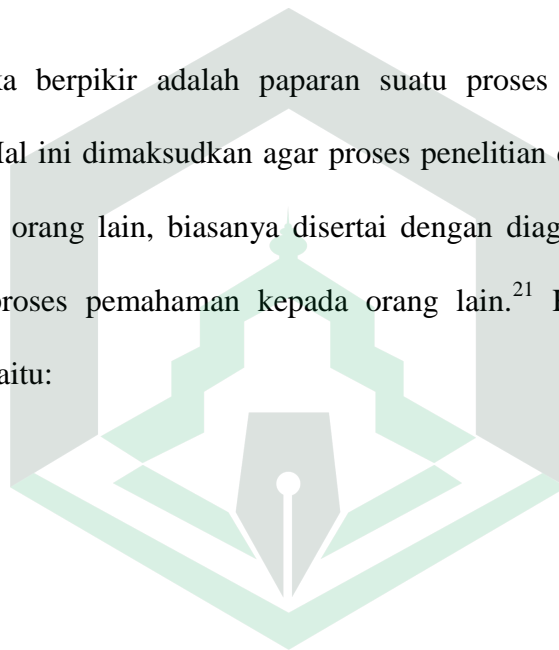 ka berpikir adalah paparan suatu proses
al ini dimaksudkan agar proses penelitian
orang lain, biasanya disertai dengan diag
proses pemahaman kepada orang lain.²¹
aitu: